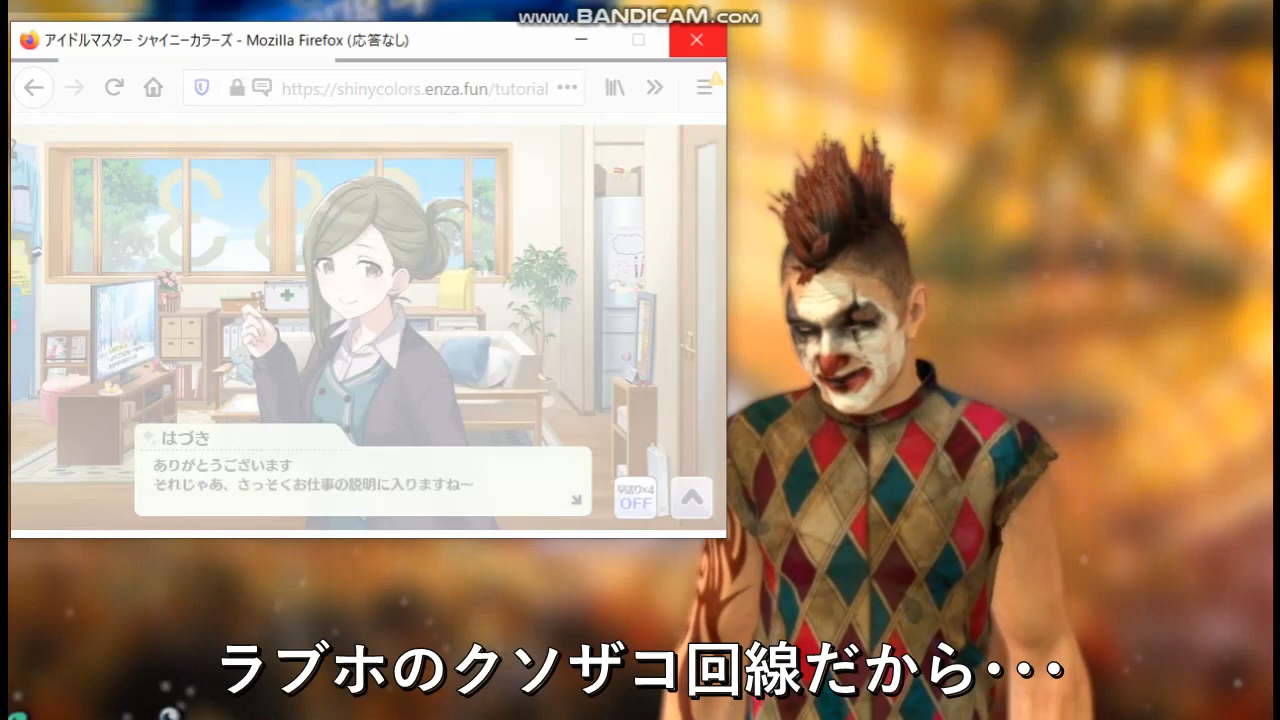 www.BANDICAM.com
アイドルマスター シャイニーカラーズ - Mozilla Firefox (応答なし)
https://shinycolors.enza.fun/tutorial
はづき
ありがとうございます
それじゃあ、さっそくお仕事の説明に入りますね～
早送り×4
OFF
ラブホのクソザコ回線だから･･･